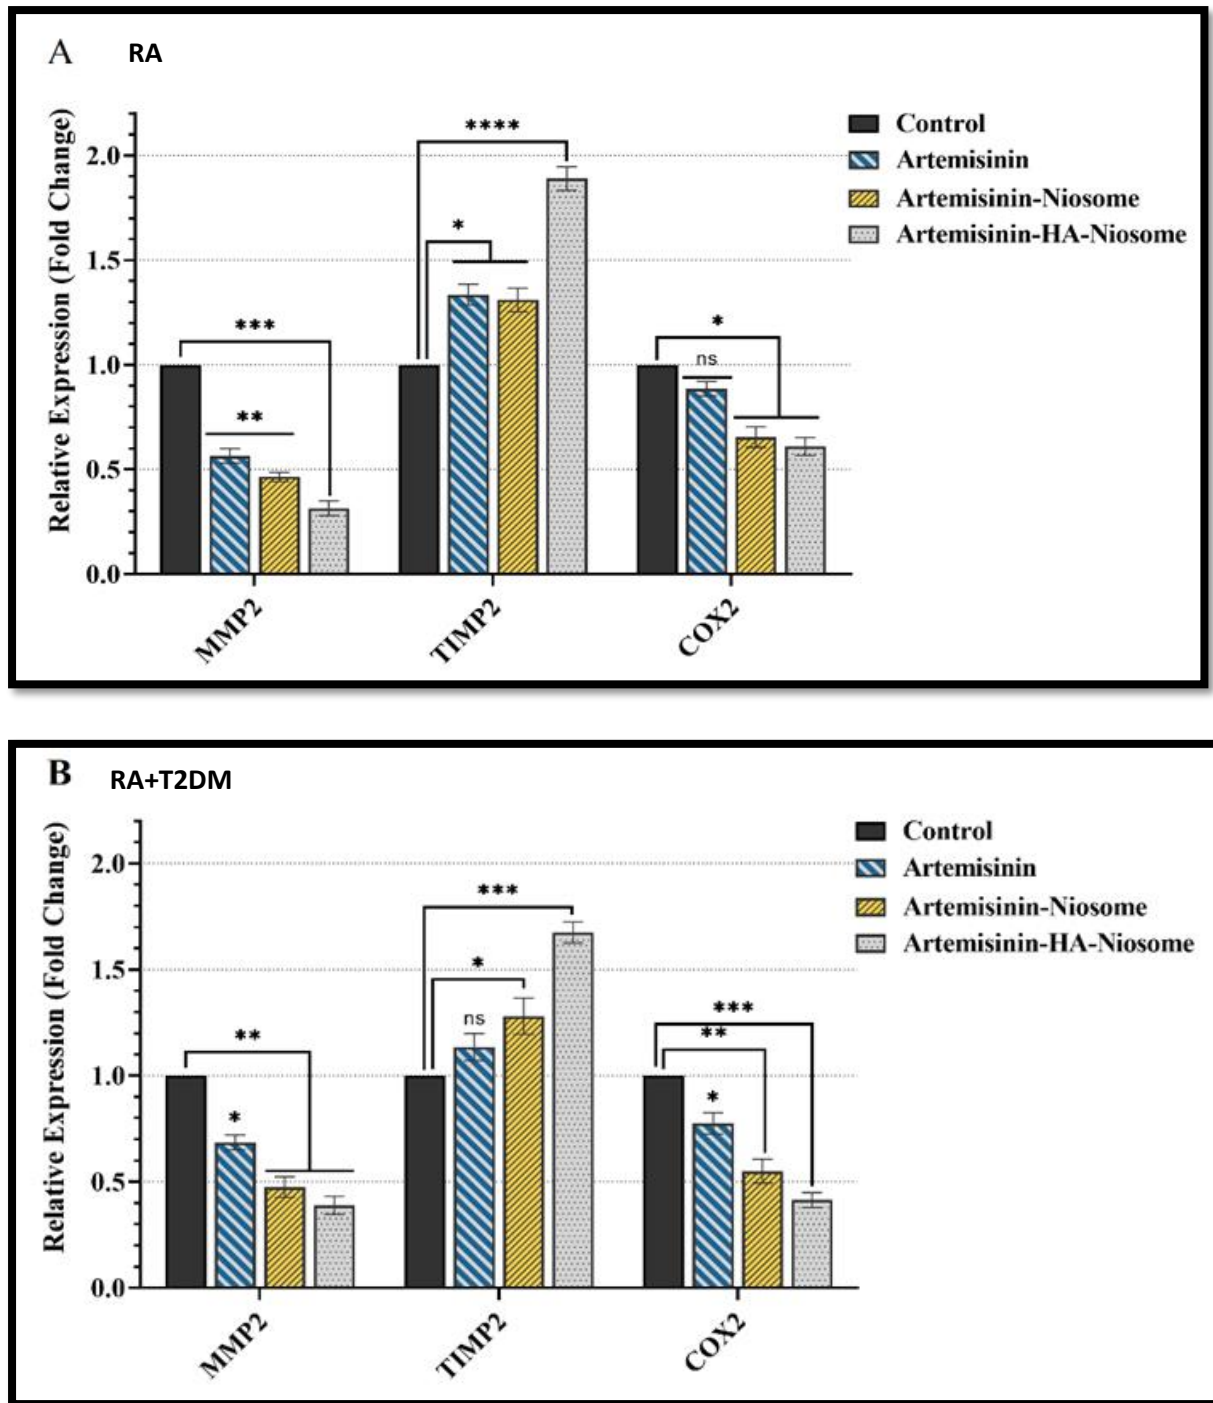 A RA
Relative Expression (Fold Change)
2.0
1.5
1.0
0.5
0.0
***
**
****
*
*
ns
MMP2
TIMP2
COX2
Control
Artemisinin
Artemisinin-Niosome
Artemisinin-HA-Niosome
B RA+T2DM
Relative Expression (Fold Change)
2.0
1.5
1.0
0.5
0.0
**
*
***
*
ns
***
**
*
MMP2
TIMP2
COX2
Control
Artemisinin
Artemisinin-Niosome
Artemisinin-HA-Niosome